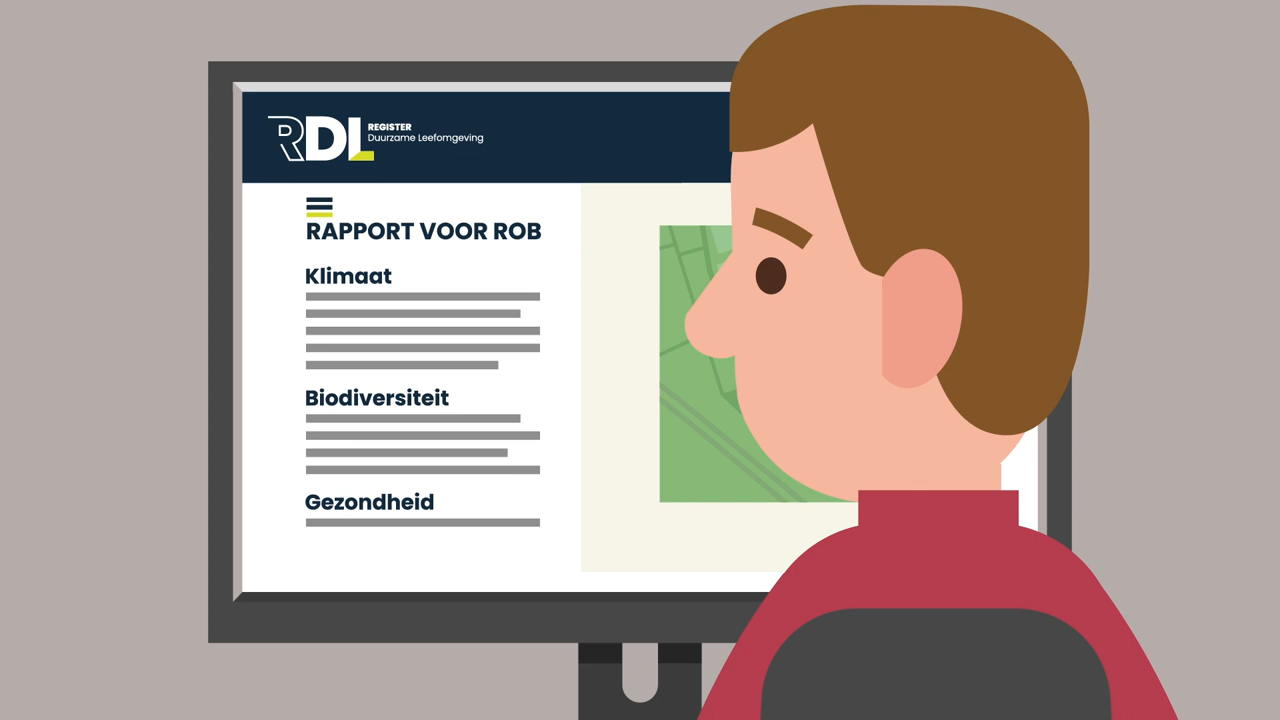 RDL REGISTER
Duurzame Leefomgeving
RAPPORT VOOR ROB
Klimaat
Biodiversiteit
Gezondheid